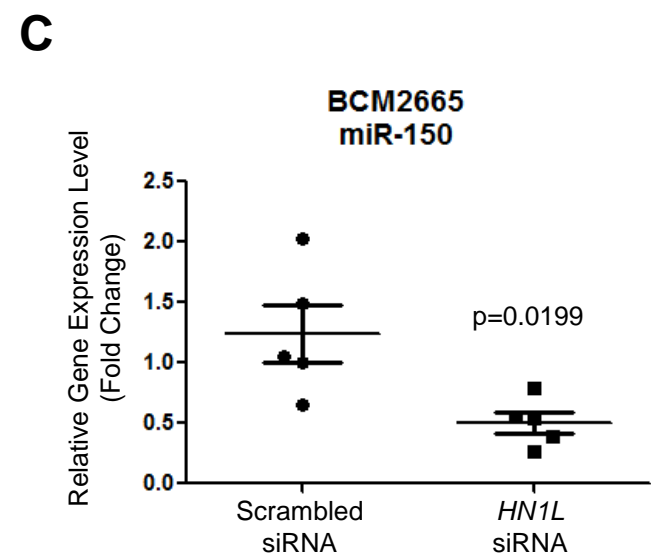 C
BCM2665
miR-150
Relative Gene Expression Level
(Fold Change)
2.5
2.0
1.5
1.0
0.5
0.0
p=0.0199
Scrambled
siRNA
HN1L
siRNA